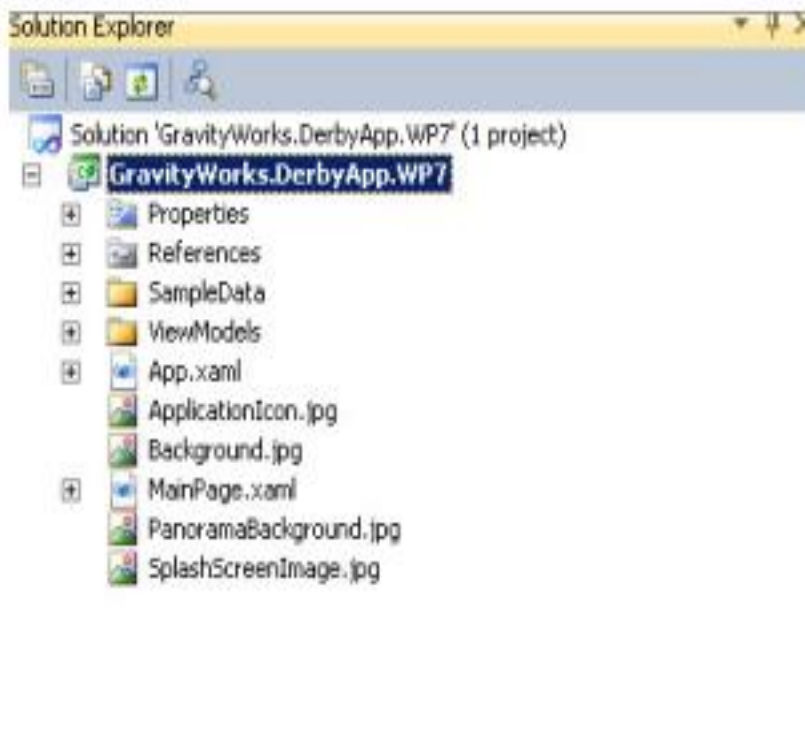 Solution Explorer
Solution 'GravityWorks.DerbyApp.WP7' (1 project)
GravityWorks.DerbyApp.WP7
Properties
References
SampleData
ViewModels
App.xaml
ApplicationIcon.jpg
Background.jpg
MainPage.xaml
PanoramaBackground.jpg
SplashScreenImage.jpg